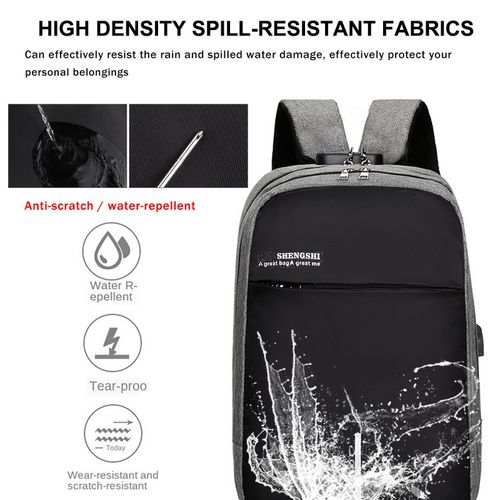 HIGH DENSITY SPILL-RESISTANT FABRICS
Can effectively resist the rain and spilled water damage, effectively protect your
personal belongings
Anti-scratch / water-repellent
SHENGSHI
A great bagA great me
Water R-
epellent
Tear-proo
Today
Wear-resistant and
scratch-resistant